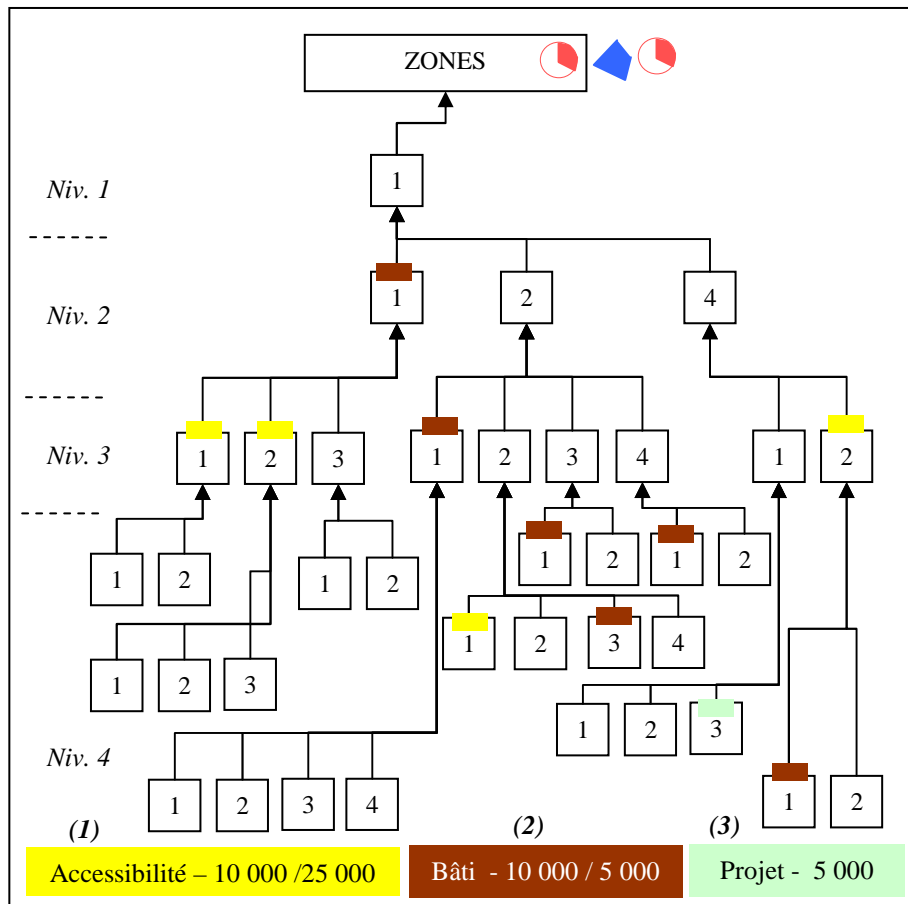 ZONES
Niv. 1
1
Niv. 2
1 2 4
Niv. 3
1 2 3 1 2 3 4 1 2
1 2 1 2
1 2 1 2
1 2 3 4
1 2 3
1 2 3
Niv. 4
1 2 3 4
1 2
(1) (2) (3)
Accessibilité – 10 000 /25 000
Bâti - 10 000 / 5 000
Projet - 5 000